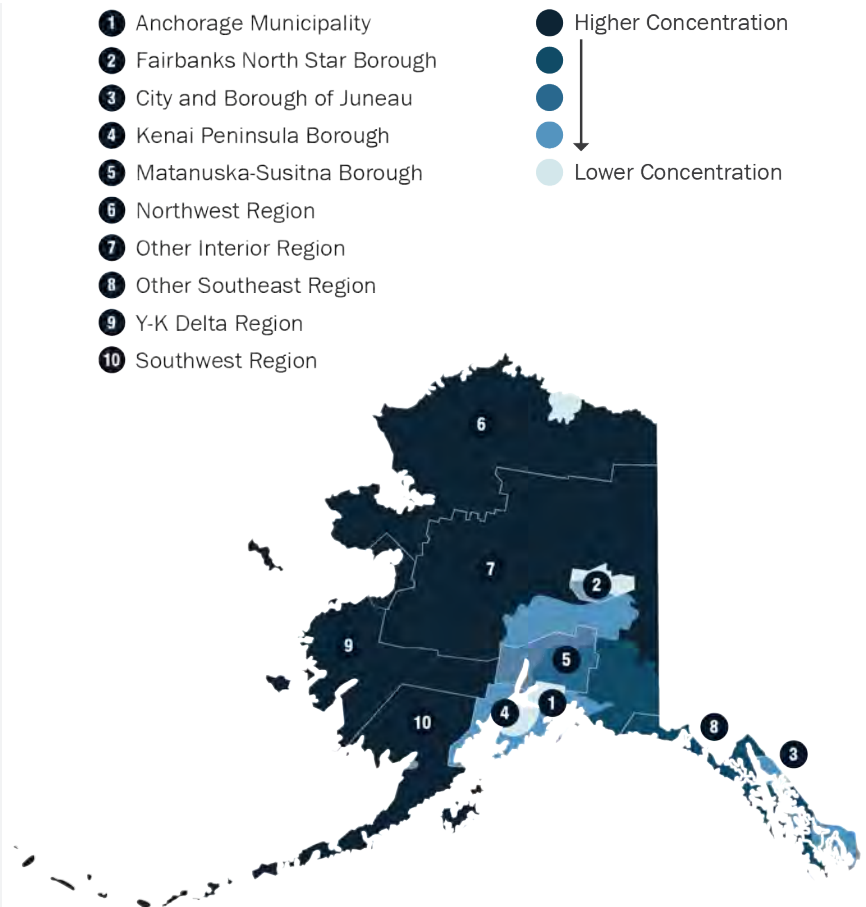 1 Anchorage Municipality
2 Fairbanks North Star Borough
3 City and Borough of Juneau
4 Kenai Peninsula Borough
5 Matanuska-Susitna Borough
6 Northwest Region
7 Other Interior Region
8 Other Southeast Region
9 Y-K Delta Region
10 Southwest Region
Higher Concentration
Lower Concentration
6
7
2
9
5
4
1
10
8
3